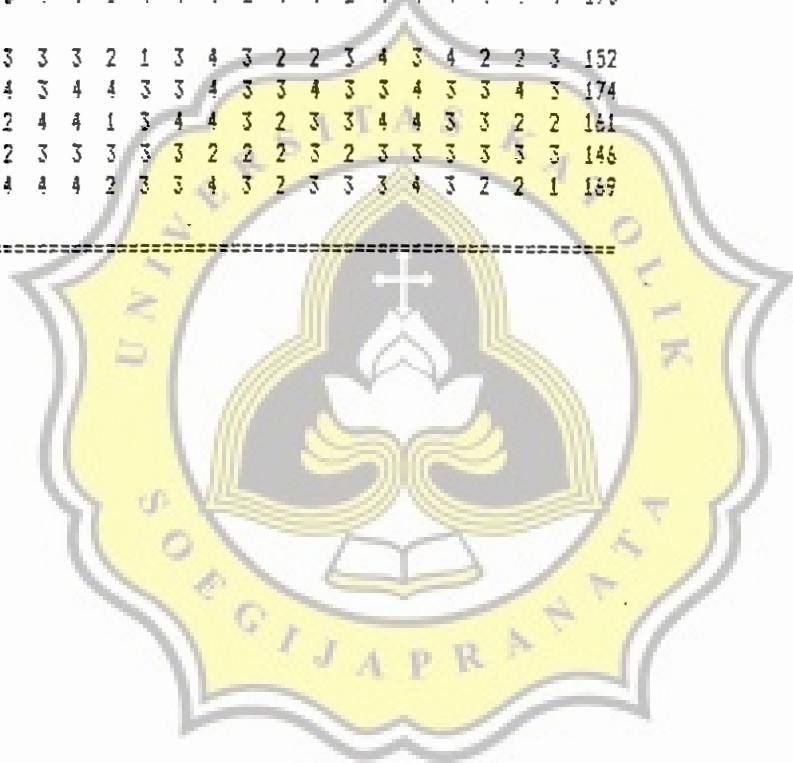 3 3 3 2 1 3 4 3 2 2 3 4 3 4 2 2 3 152
4 3 4 4 3 3 4 3 3 4 3 3 4 3 3 4 3 174
2 4 4 1 3 4 4 3 2 3 3 4 4 3 3 2 2 161
2 3 3 3 3 3 2 2 2 3 2 3 3 3 3 3 3 146
4 4 4 2 3 3 4 3 2 3 3 3 4 3 2 2 1 169
UNIVERSITAS KATOLIK
SOEGIJAPRANATA